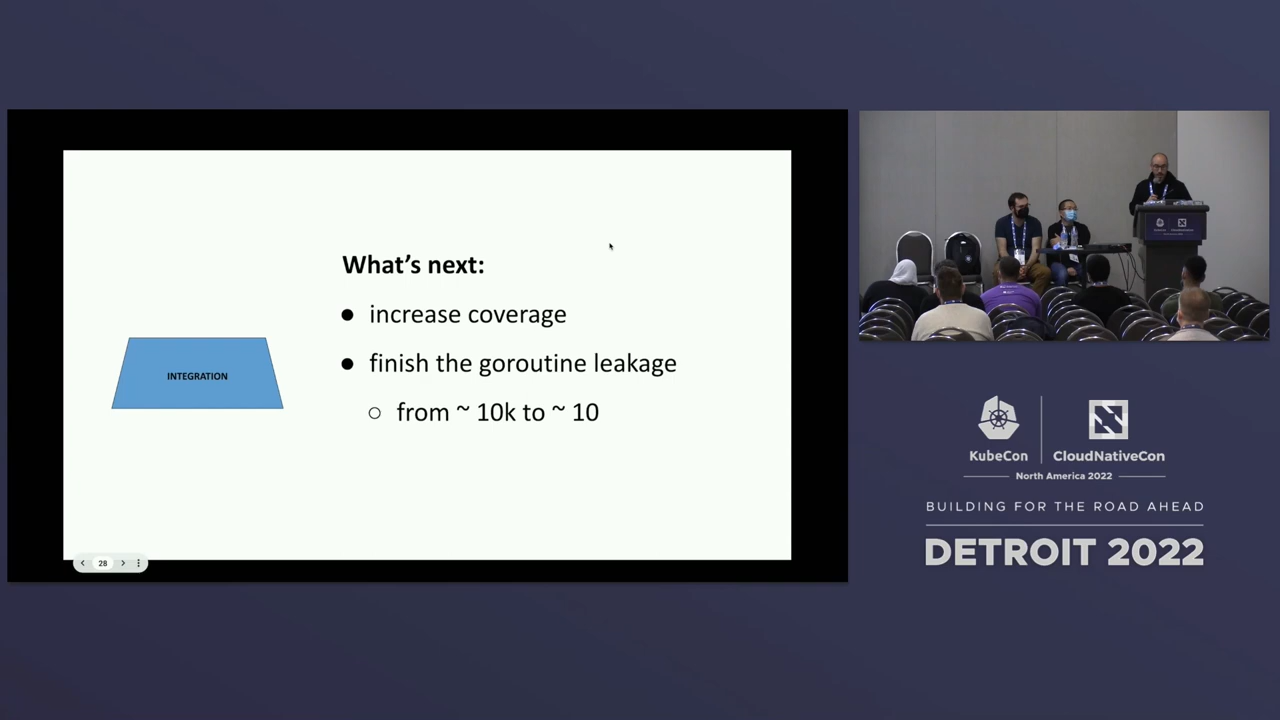 What's next:
● increase coverage
● finish the goroutine leakage
○ from ~ 10k to ~ 10
INTEGRATION
28
KubeCon
CloudNativeCon
North America 2022
BUILDING FOR THE ROAD AHEAD
DETROIT 2022